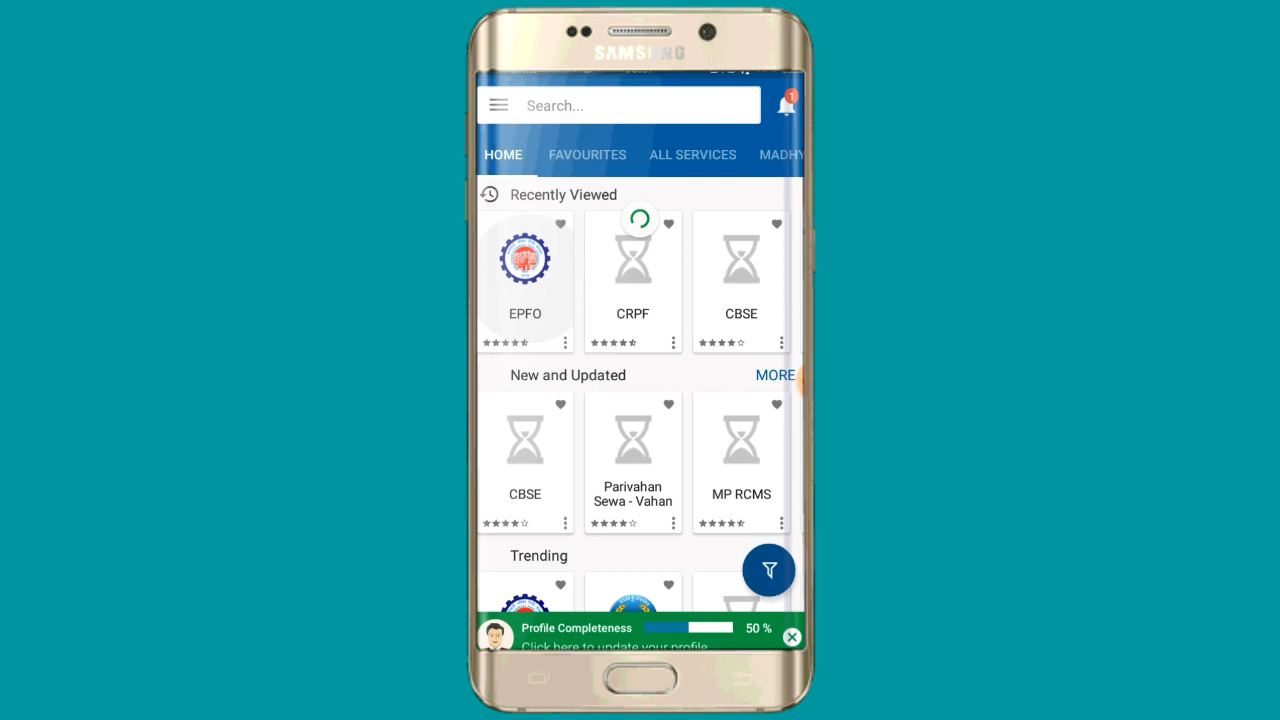 SAMSUNG
Search...
1
HOME FAVOURITES ALL SERVICES MADHY
Recently Viewed
EPFO CRPF CBSE
New and Updated MORE
CBSE Parivahan Sewa - Vahan MP RCMS
Trending
Profile Completeness 50 %
Click here to update your profile